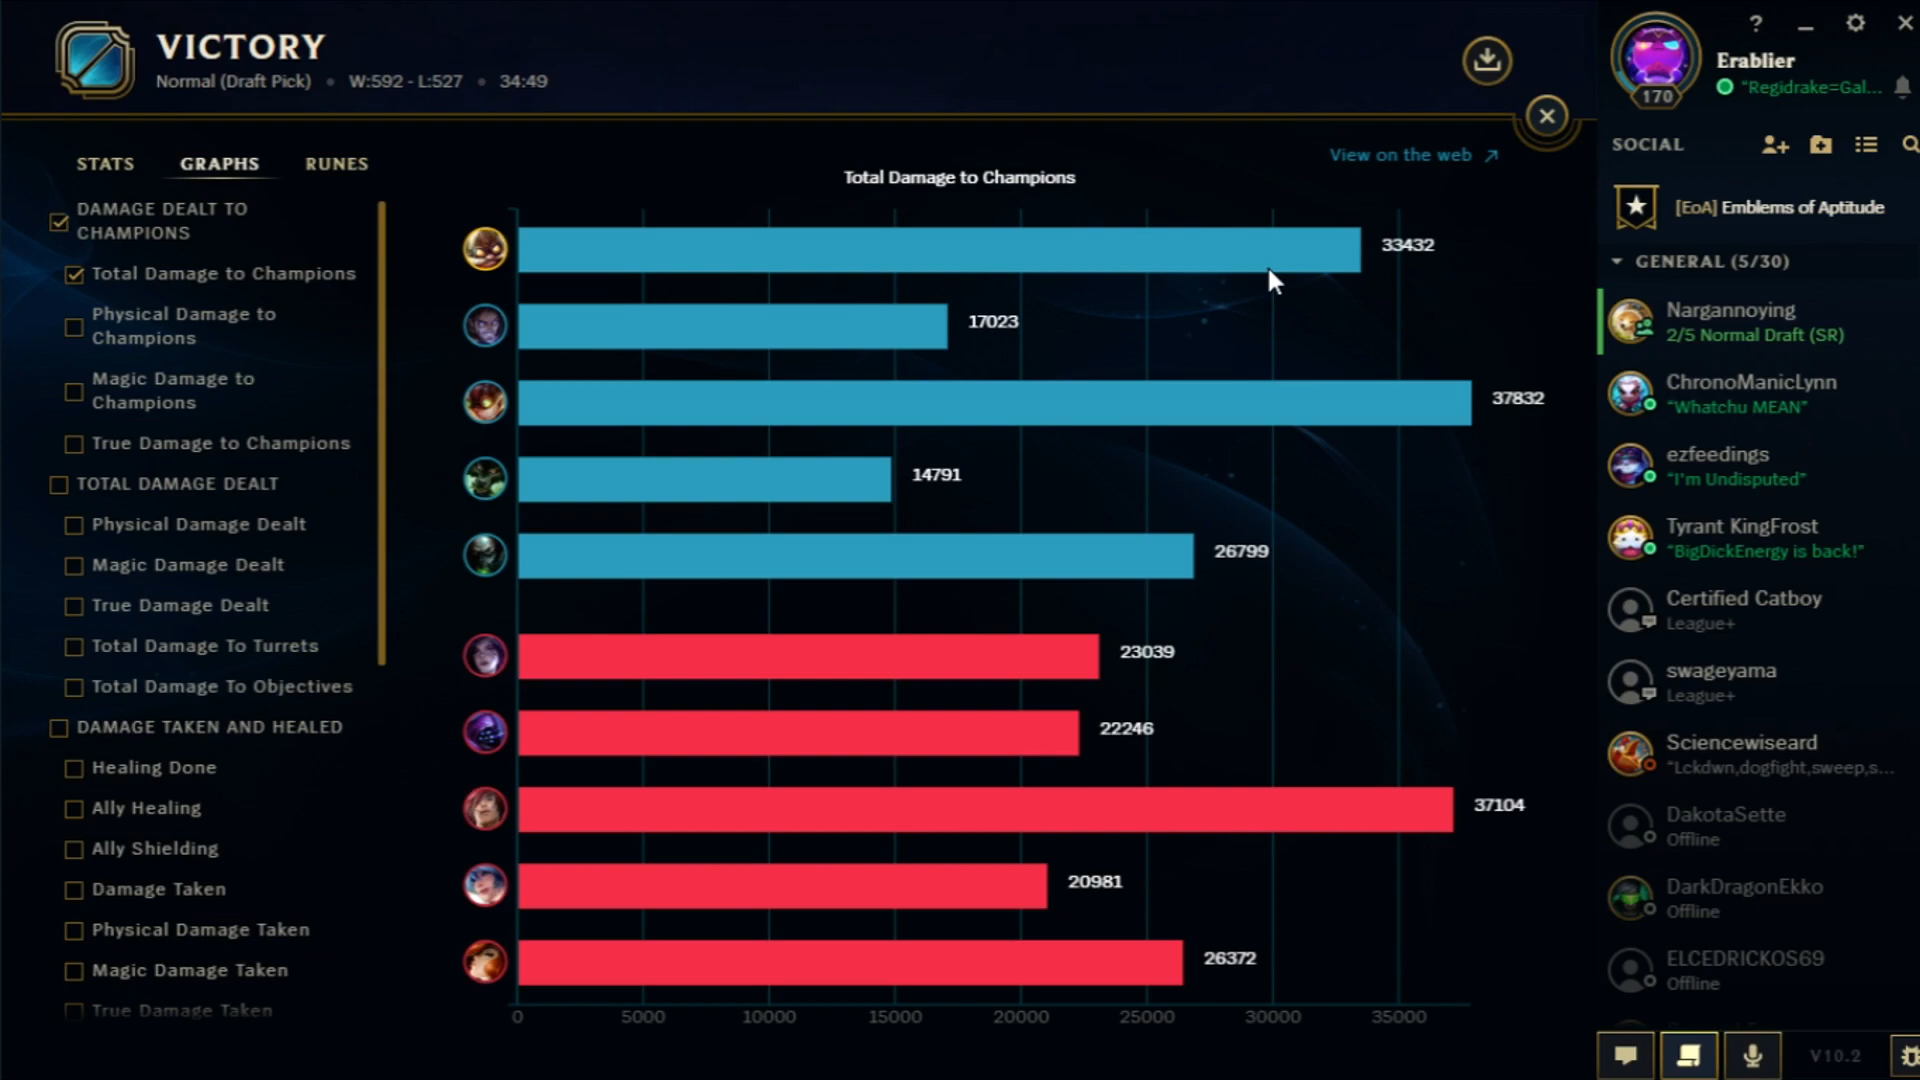 VICTORY
Normal (Draft Pick) • W:592 - L:527 • 34:49
STATS GRAPHS RUNES
View on the web
Total Damage to Champions
DAMAGE DEALT TO
CHAMPIONS
Total Damage to Champions
Physical Damage to
Champions
Magic Damage to
Champions
True Damage to Champions
TOTAL DAMAGE DEALT
Physical Damage Dealt
Magic Damage Dealt
True Damage Dealt
Total Damage To Turrets
Total Damage To Objectives
DAMAGE TAKEN AND HEALED
Healing Done
Ally Healing
Ally Shielding
Damage Taken
Physical Damage Taken
Magic Damage Taken
True Damage Taken
33432
17023
37832
14791
26799
23039
22246
37104
20981
26372
0 5000 10000 15000 20000 25000 30000 35000
?
Erablier
170
"Regidrake=Gal...
SOCIAL
[EoA] Emblems of Aptitude
GENERAL (5/30)
Nargannoying
2/5 Normal Draft (SR)
ChronoManicLynn
"Whatchu MEAN"
ezfeedings
"I'm Undisputed"
Tyrant KingFrost
"BigDickEnergy is back!"
Certified Catboy
League+
swageyama
League+
Sciencewiseard
"Lckdwn,dogfight,sweep,s...
DakotaSette
Offline
DarkDragonEkko
Offline
ELCEDRICKOS69
Offline
V10.2